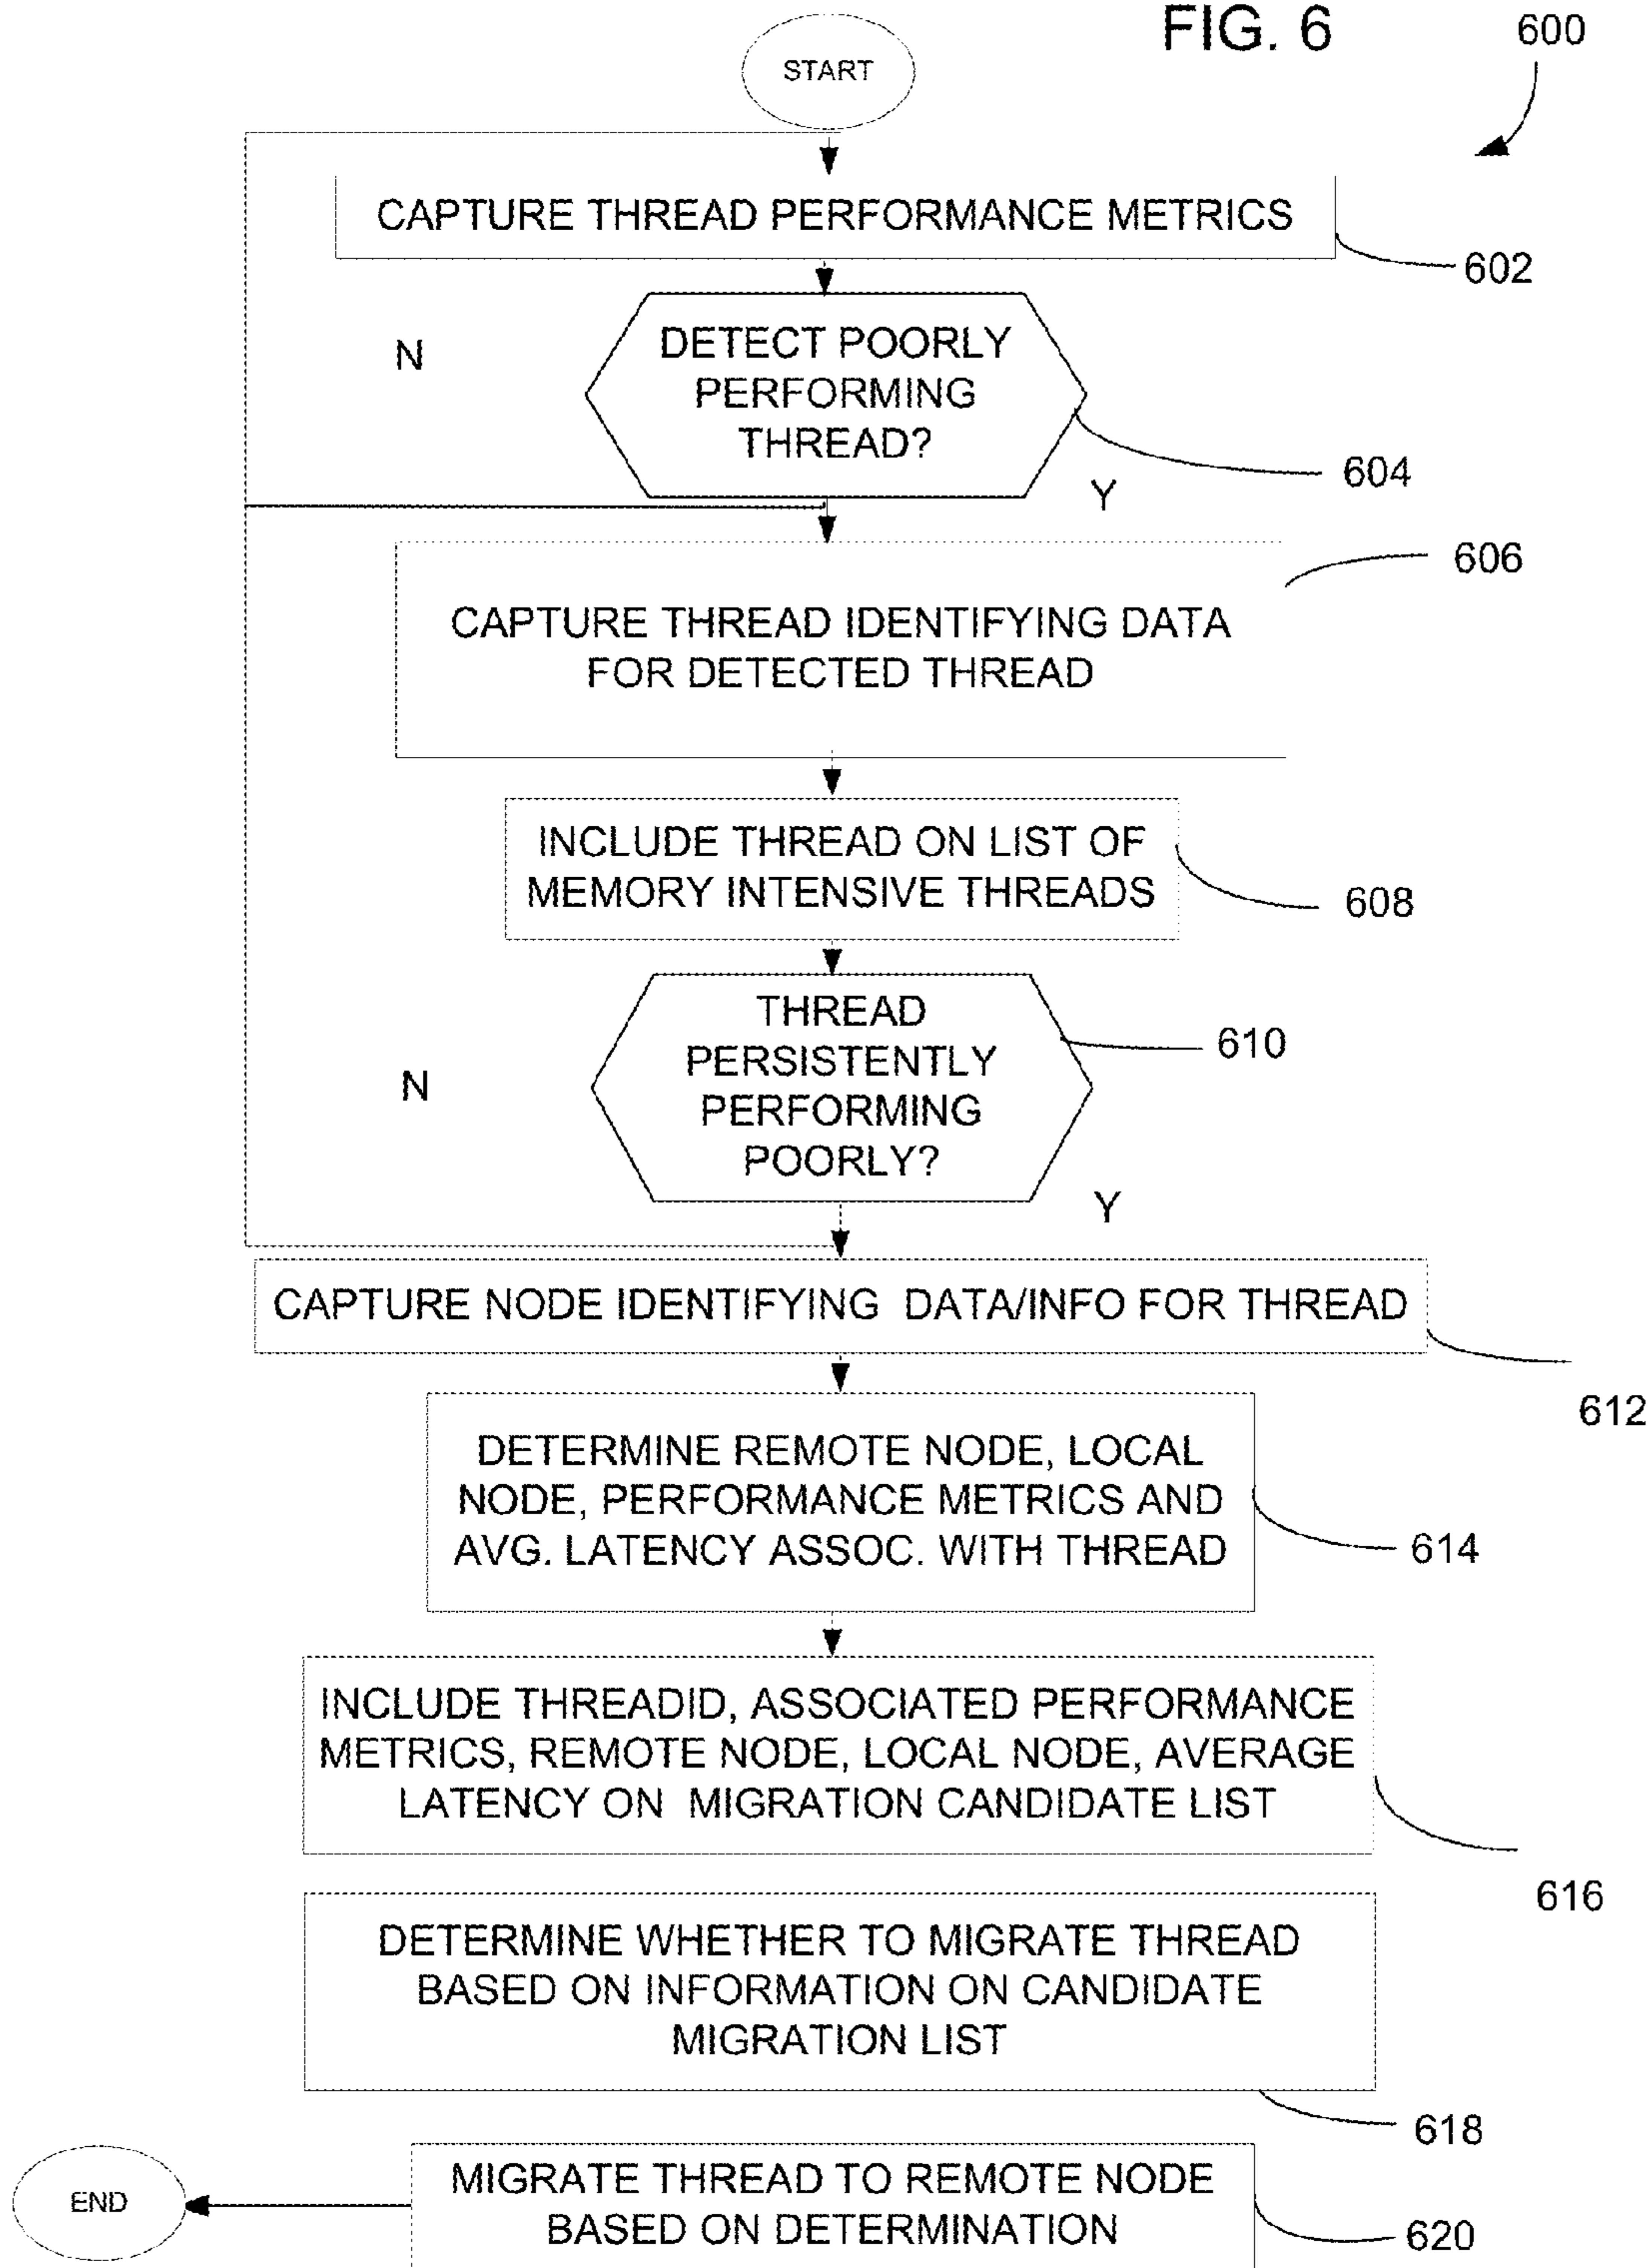 FIG. 6
600
START
CAPTURE THREAD PERFORMANCE METRICS
602
DETECT POORLY
PERFORMING
THREAD?
N
604
Y
606
CAPTURE THREAD IDENTIFYING DATA
FOR DETECTED THREAD
INCLUDE THREAD ON LIST OF
MEMORY INTENSIVE THREADS
608
THREAD
PERSISTENTLY
PERFORMING
POORLY?
610
N
Y
CAPTURE NODE IDENTIFYING DATA/INFO FOR THREAD
612
DETERMINE REMOTE NODE, LOCAL
NODE, PERFORMANCE METRICS AND
AVG. LATENCY ASSOC. WITH THREAD
614
INCLUDE THREADID, ASSOCIATED PERFORMANCE
METRICS, REMOTE NODE, LOCAL NODE, AVERAGE
LATENCY ON MIGRATION CANDIDATE LIST
616
DETERMINE WHETHER TO MIGRATE THREAD
BASED ON INFORMATION ON CANDIDATE
MIGRATION LIST
618
MIGRATE THREAD TO REMOTE NODE
BASED ON DETERMINATION
620
END